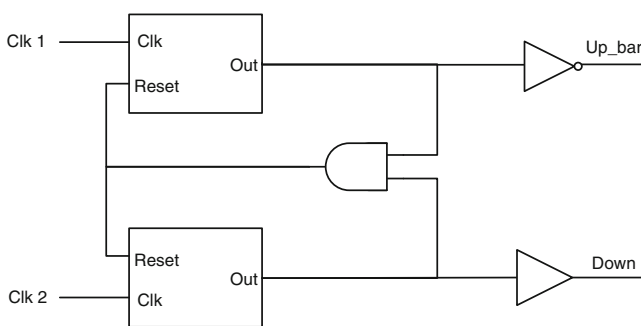 Clk 1
Clk
Reset
Out
Up_bar
Reset
Clk
Out
Clk 2
Down